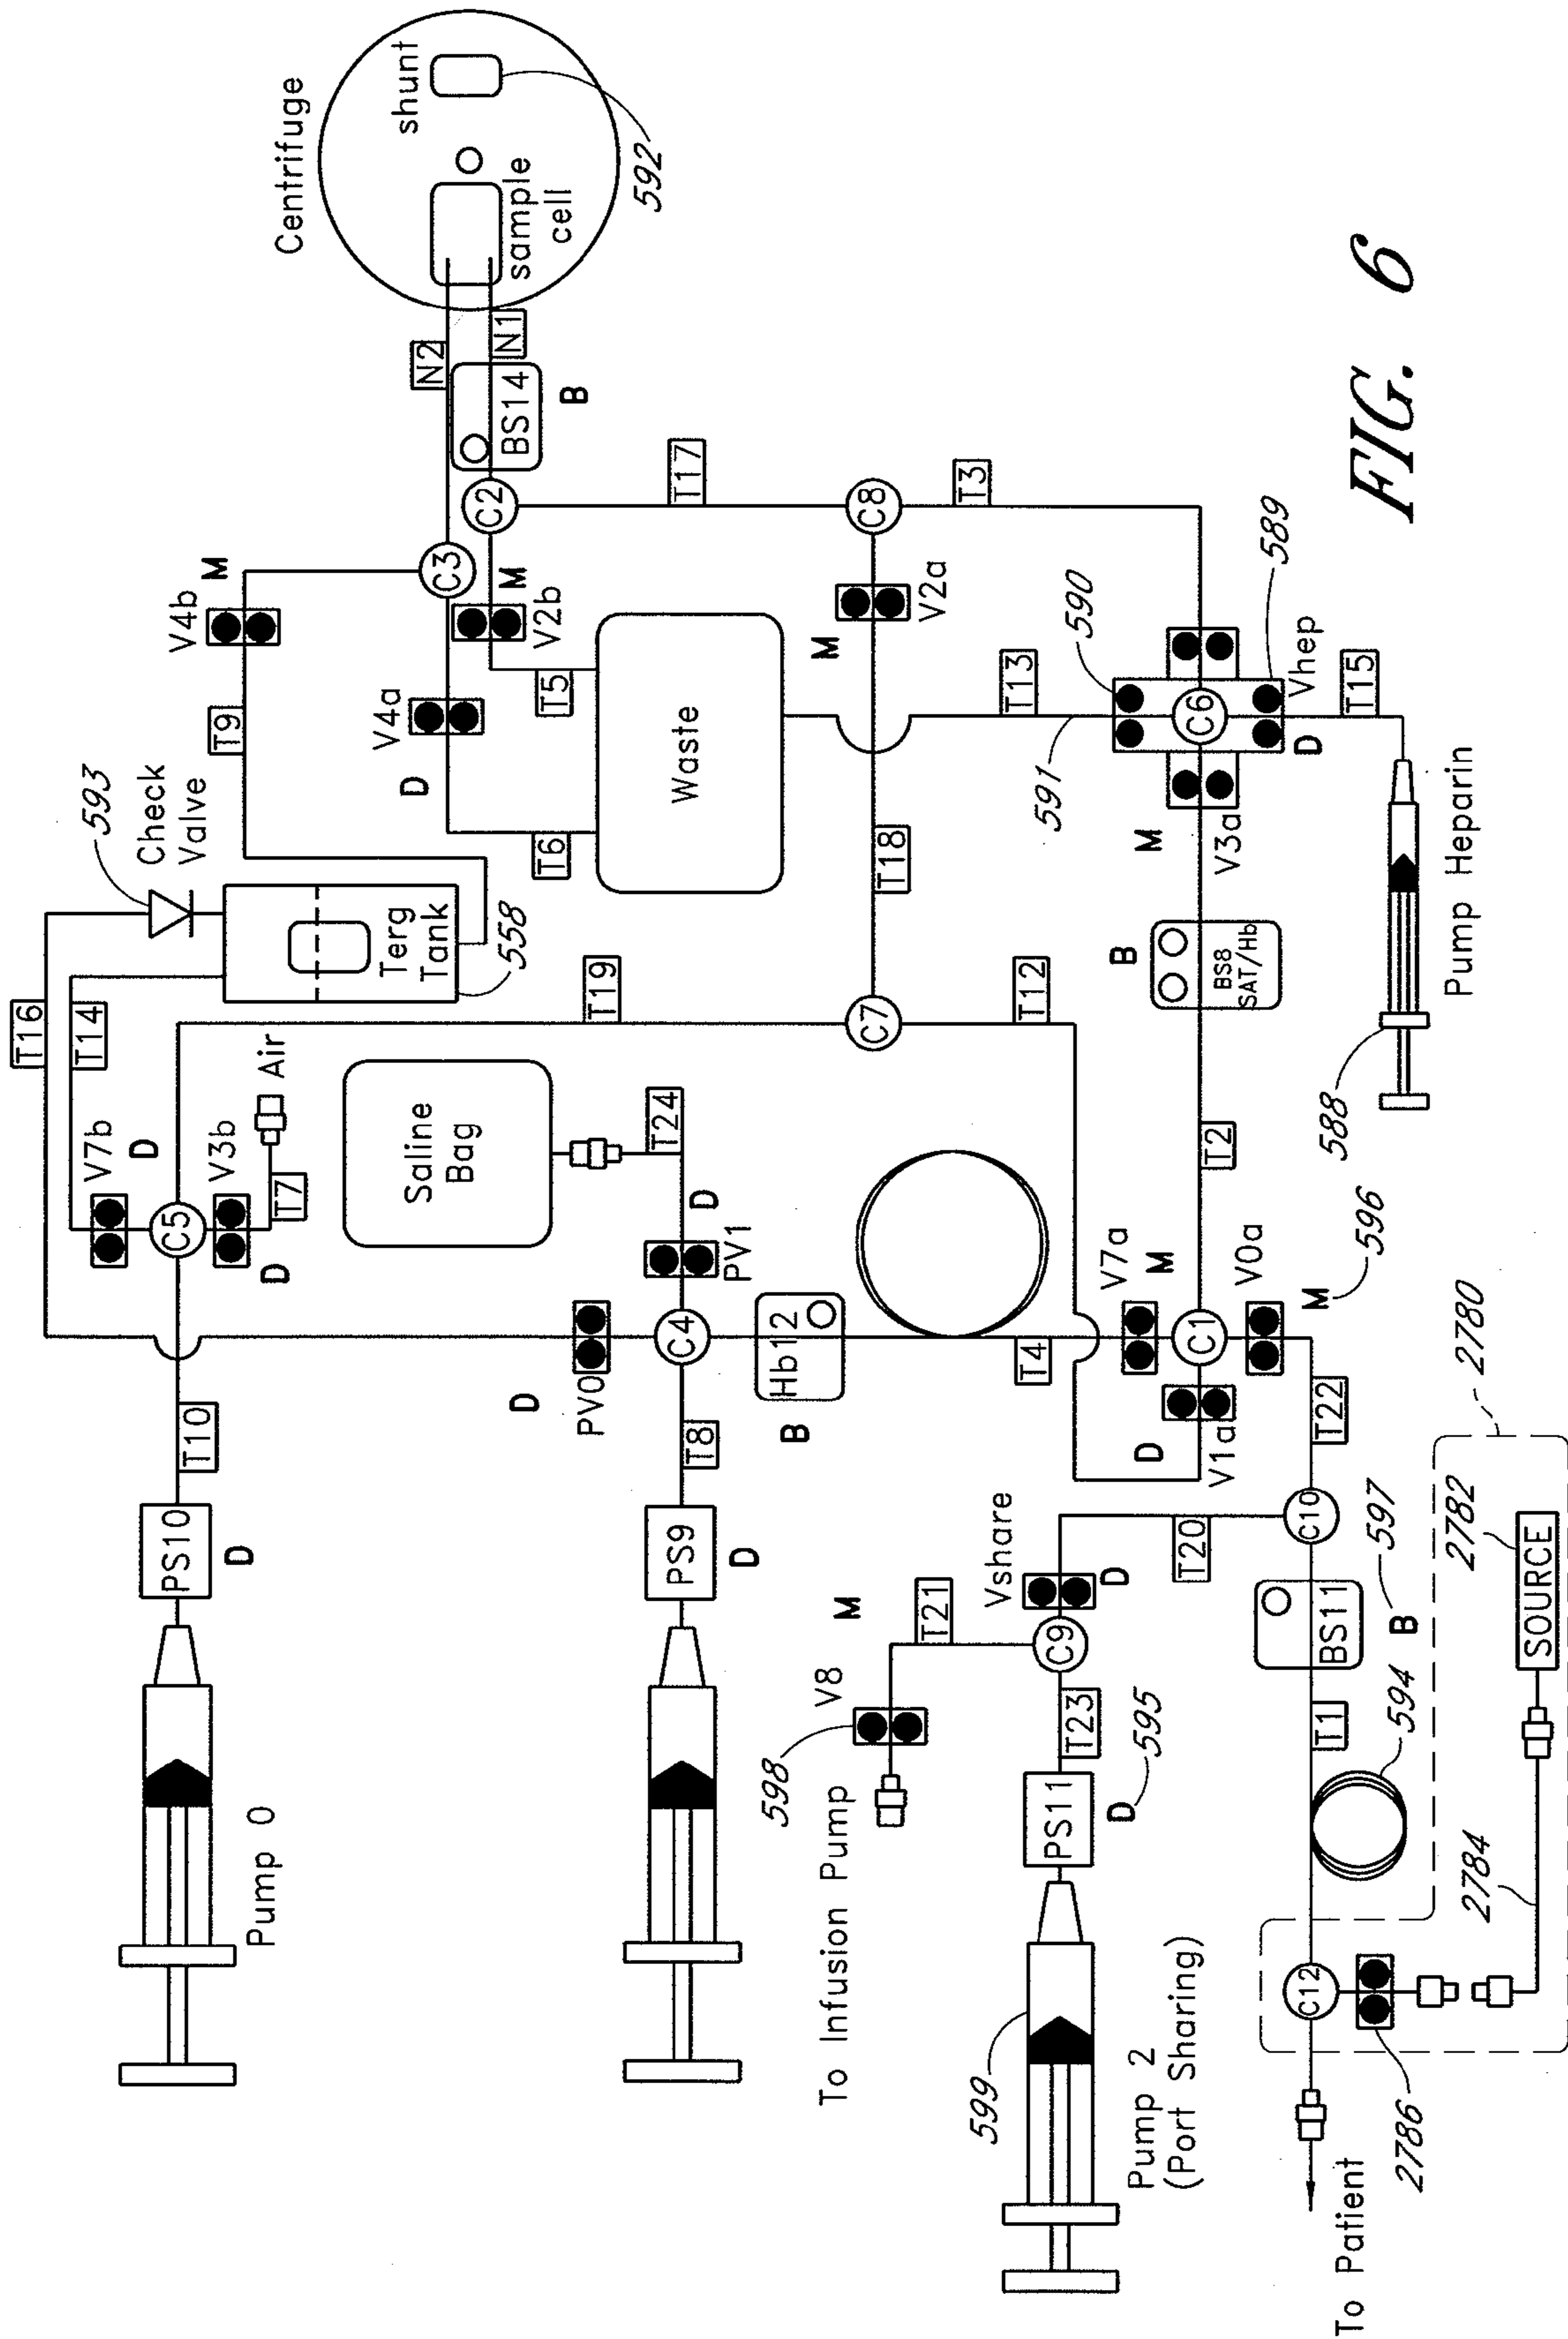 Pump 0
PS10
D
T10
C5
V7b
D
V3b
D
T7
Air
T14
T16
593
Check
Valve
Terg
Tank
558
T9
V4b
M
Centrifuge
shunt
sample
cell
592
N2
N1
BS14
B
C3
C2
M
V2b
V4a
D
T5
T6
Waste
T17
T19
Saline
Bag
T24
D
PV1
PV0
D
C4
T8
PS9
D
Hb12
B
C7
T18
V2a
M
C8
T3
T13
591
590
589
T12
T4
V7a
M
C1
V0a
M
596
V1a
D
T2
B
BS8
SAT/Hb
M
V3a
C6
Vhep
D
T15
Pump Heparin
588
To Infusion Pump
598
V8
M
T21
Vshare
D
C9
T23
PS11
D
595
599
Pump 2
(Port Sharing)
T20
C10
T22
BS11
B
597
T1
594
C12
2786
2784
SOURCE
2782
2780
To Patient
FIG. 6